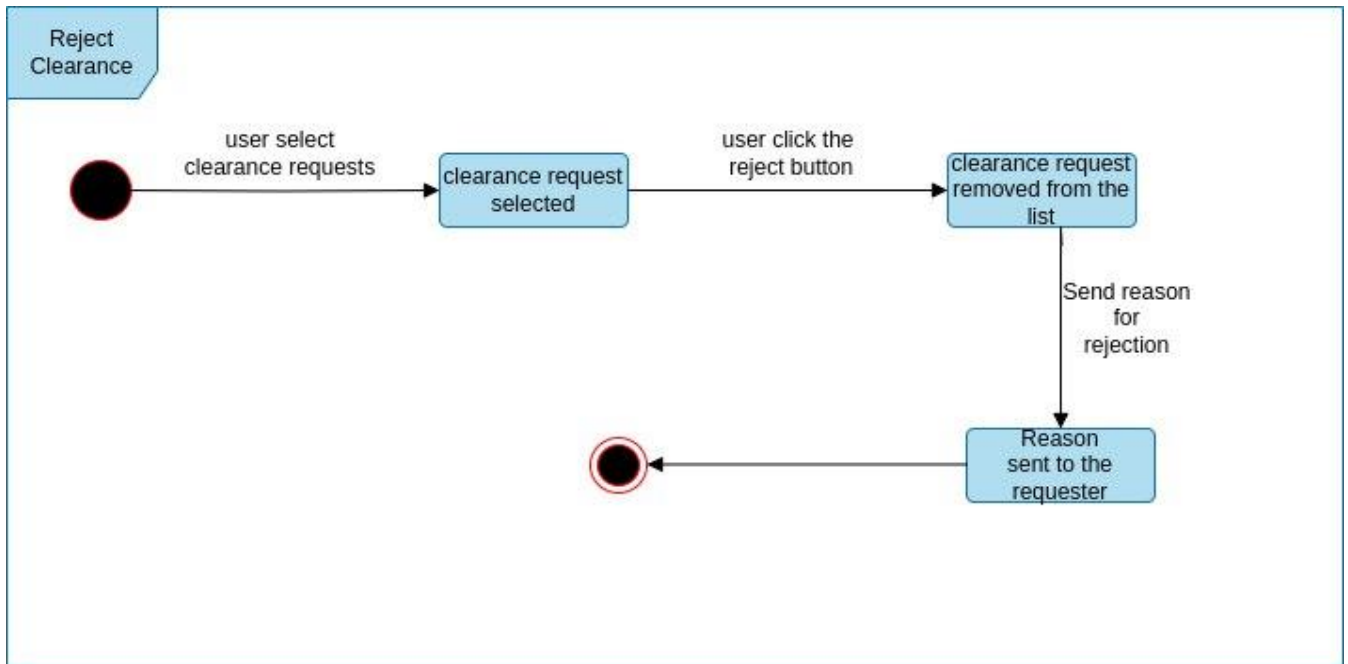 Reject
Clearance
user select
clearance requests
clearance request
selected
user click the
reject button
clearance request
removed from the
list
Send reason
for
rejection
Reason
sent to the
requester